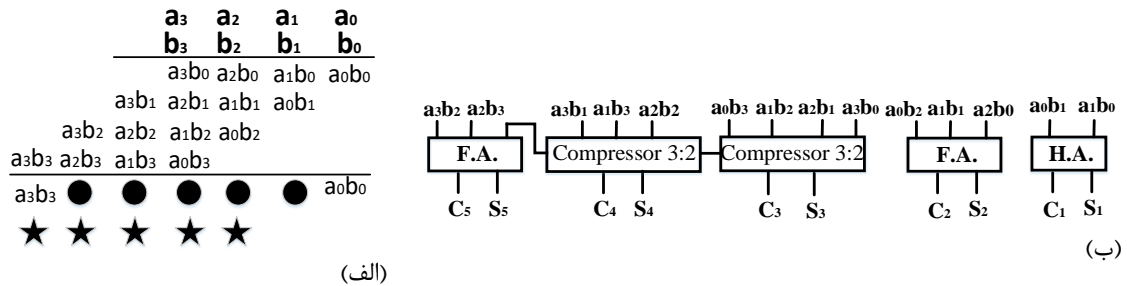 a₃ a₂ a₁ a₀
b₃ b₂ b₁ b₀
a₃b₀ a₂b₀ a₁b₀ a₀b₀
a₃b₁ a₂b₁ a₁b₁ a₀b₁
a₃b₂ a₂b₂ a₁b₂ a₀b₂
a₃b₃ a₂b₃ a₁b₃ a₀b₃
a₃b₃ a₀b₀
(الف)
a₃b₂ a₂b₃ a₃b₁ a₁b₃ a₂b₂ a₀b₃ a₁b₂ a₂b₁ a₃b₀ a₀b₂ a₁b₁ a₂b₀ a₀b₁ a₁b₀
F.A. Compressor 3:2 Compressor 3:2 F.A. H.A.
C₅ S₅ C₄ S₄ C₃ S₃ C₂ S₂ C₁ S₁
(ب)